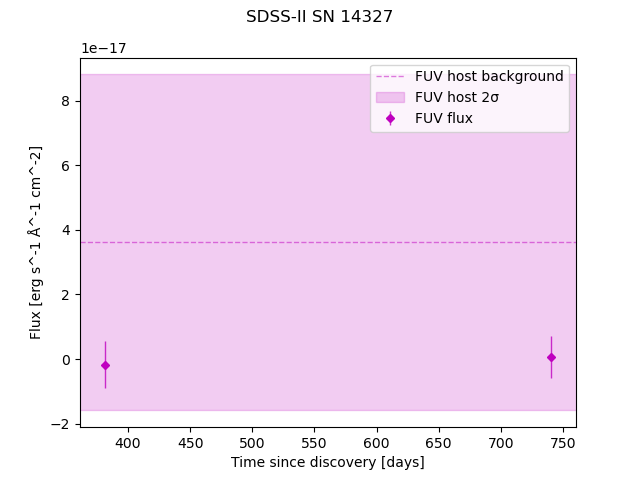 SDSS-II SN 14327
1e−17
FUV host background
FUV host 2σ
FUV flux
8
6
4
2
0
−2
Flux [erg s^-1 Å^-1 cm^-2]
400 450 500 550 600 650 700 750
Time since discovery [days]